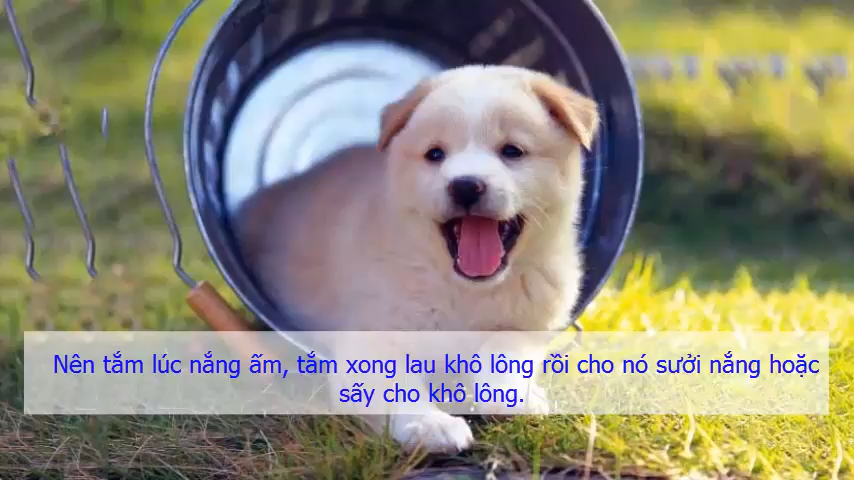 Nên tắm lúc nắng ấm, tắm xong lau khô lông rồi cho nó sưởi nắng hoặc
sấy cho khô lông.